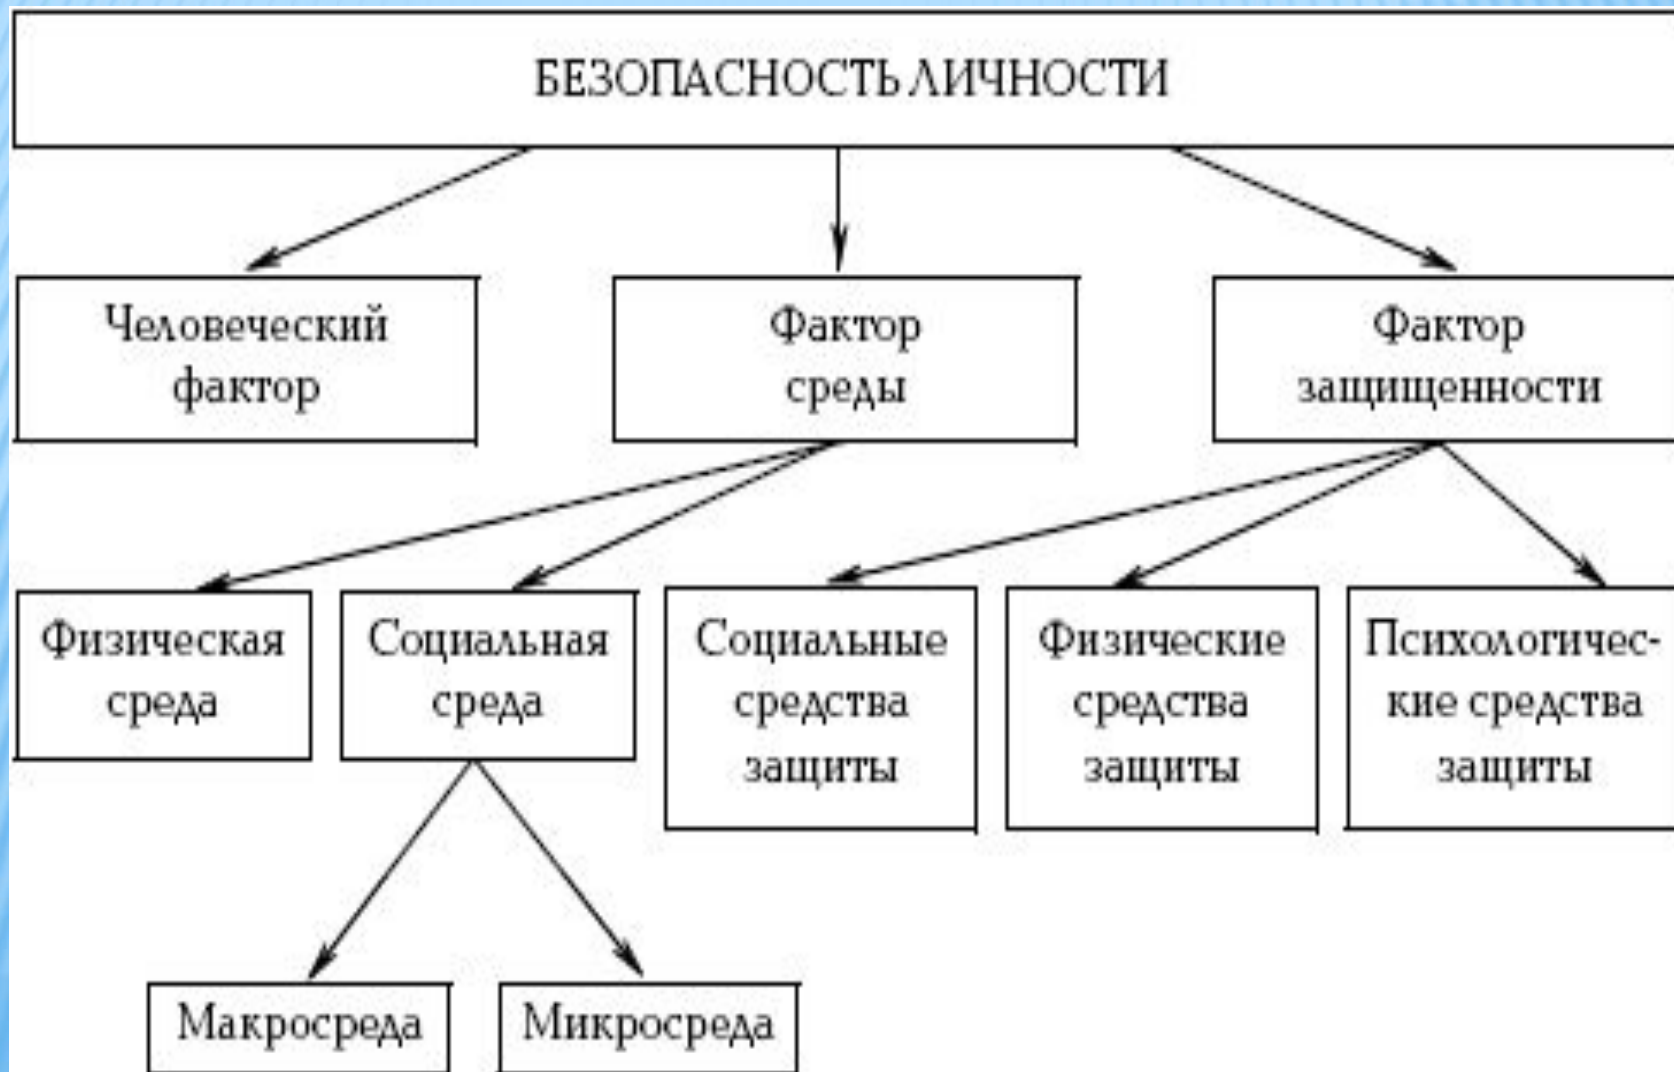 БЕЗОПАСНОСТЬ ЛИЧНОСТИ
Человеческий
фактор
Фактор
среды
Фактор
защищенности
Физическая
среда
Социальная
среда
Социальные
средства
защиты
Физические
средства
защиты
Психологичес-
кие средства
защиты
Макросреда
Микросреда